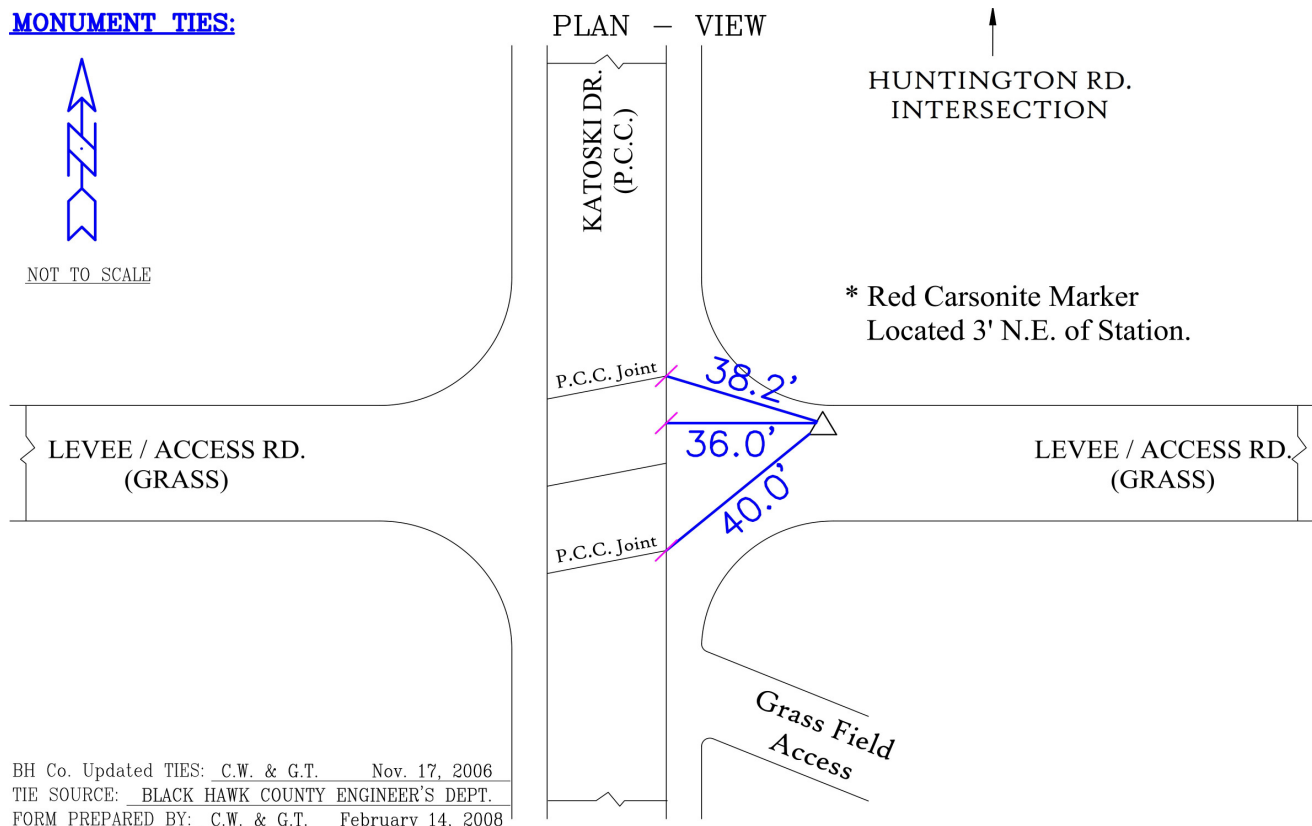 MONUMENT TIES:
PLAN - VIEW
N
NOT TO SCALE
KATOSKI DR.
(P.C.C.)
HUNTINGTON RD.
INTERSECTION
* Red Carsonite Marker
Located 3' N.E. of Station.
P.C.C. Joint
38.2'
36.0'
40.0'
LEVEE / ACCESS RD.
(GRASS)
LEVEE / ACCESS RD.
(GRASS)
P.C.C. Joint
Grass Field
Access
BH Co. Updated TIES: C.W. & G.T. Nov. 17, 2006
TIE SOURCE: BLACK HAWK COUNTY ENGINEER'S DEPT.
FORM PREPARED BY: C.W. & G.T. February 14, 2008